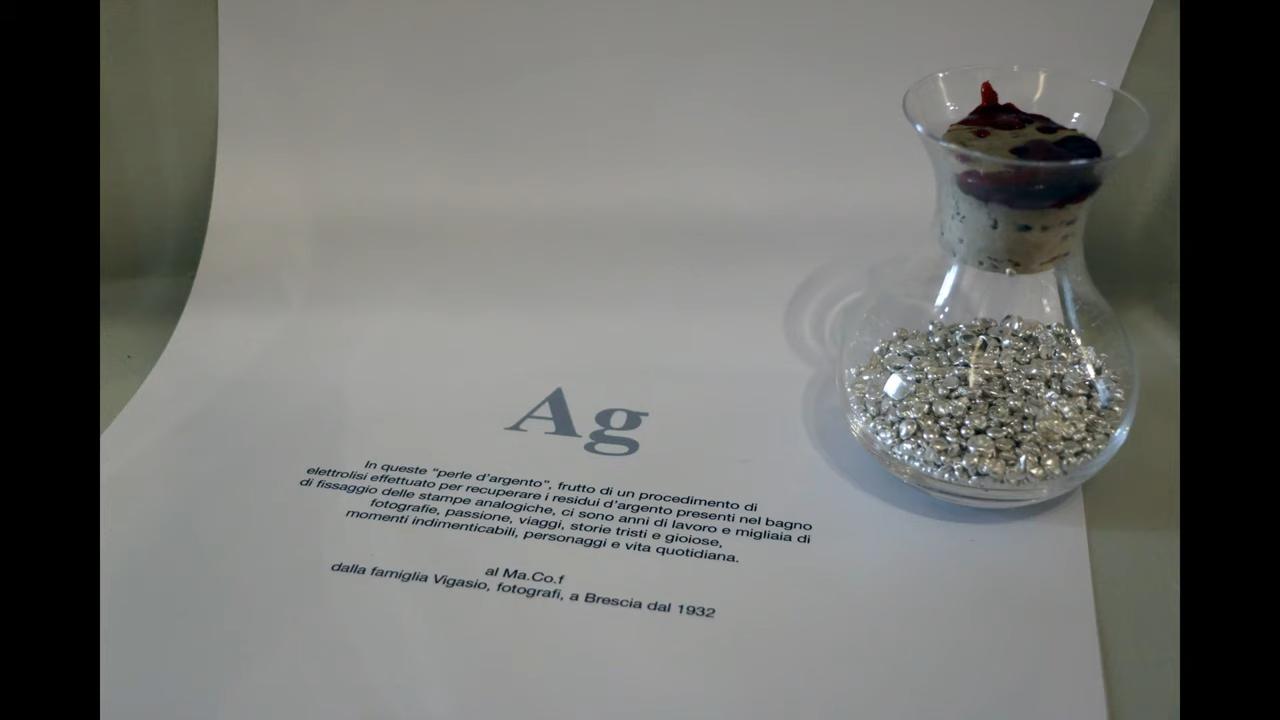 Ag
In queste "perle d'argento", frutto di un procedimento di
elettrolisi effettuato per recuperare i residui d'argento presenti nel bagno
di fissaggio delle stampe analogiche, ci sono anni di lavoro e migliaia di
fotografie, passione, viaggi, storie tristi e gioiose,
momenti indimenticabili, personaggi e vita quotidiana.
al Ma.Co.f
dalla famiglia Vigasio, fotografi, a Brescia dal 1932